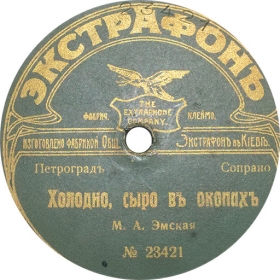 23421
ЭКСТРАФОНЪ
ФАБРИЧ. КЛЕЙМО.
THE
EXTRAPHONE
COMPANY.
ИЗГОТОВЛЕНО ФАБРИКОЙ ОБЩ. ЭКСТРАФОНЪ въ КІЕВѢ.
Петроградъ Сопрано
Холодно, сыро въ окопахъ
М. А. Эмская
№ 23421